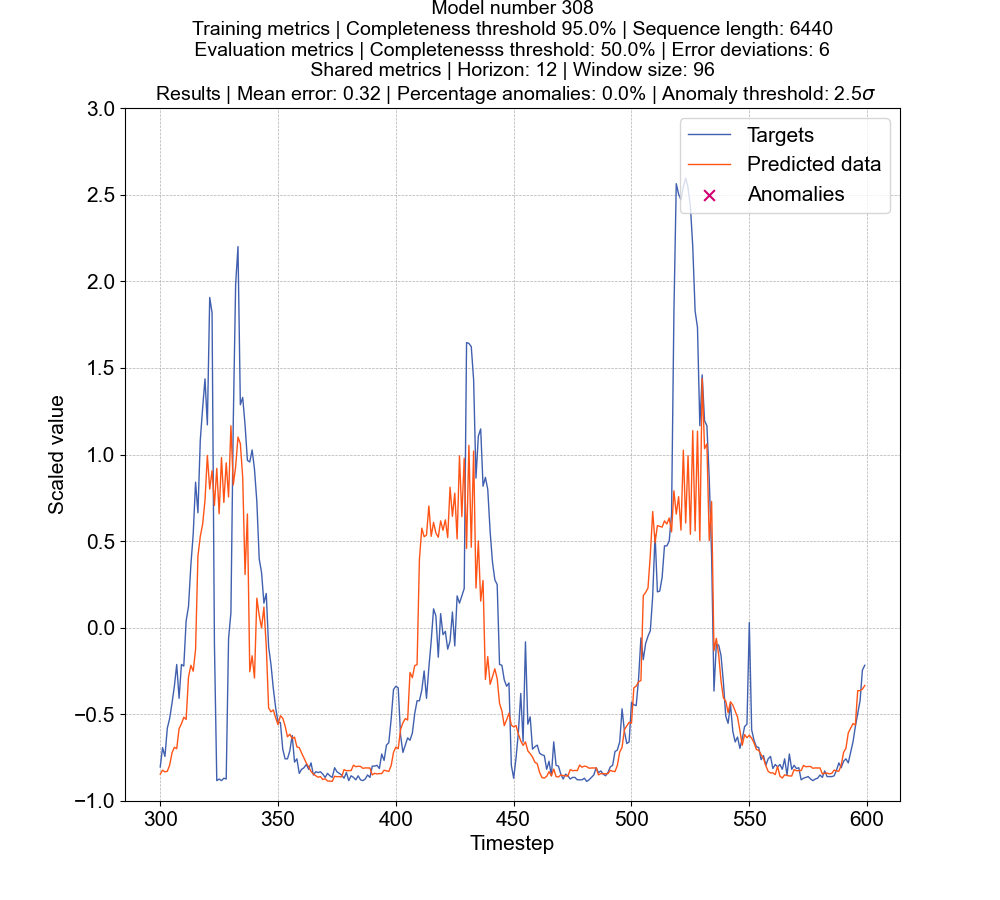 Model number 308
Training metrics | Completeness threshold 95.0% | Sequence length: 6440
Evaluation metrics | Completenesss threshold: 50.0% | Error deviations: 6
Shared metrics | Horizon: 12 | Window size: 96
Results | Mean error: 0.32 | Percentage anomalies: 0.0% | Anomaly threshold: 2.5σ
Targets
Predicted data
Anomalies
3.0
2.5
2.0
1.5
1.0
0.5
0.0
−0.5
−1.0
Scaled value
300 350 400 450 500 550 600
Timestep